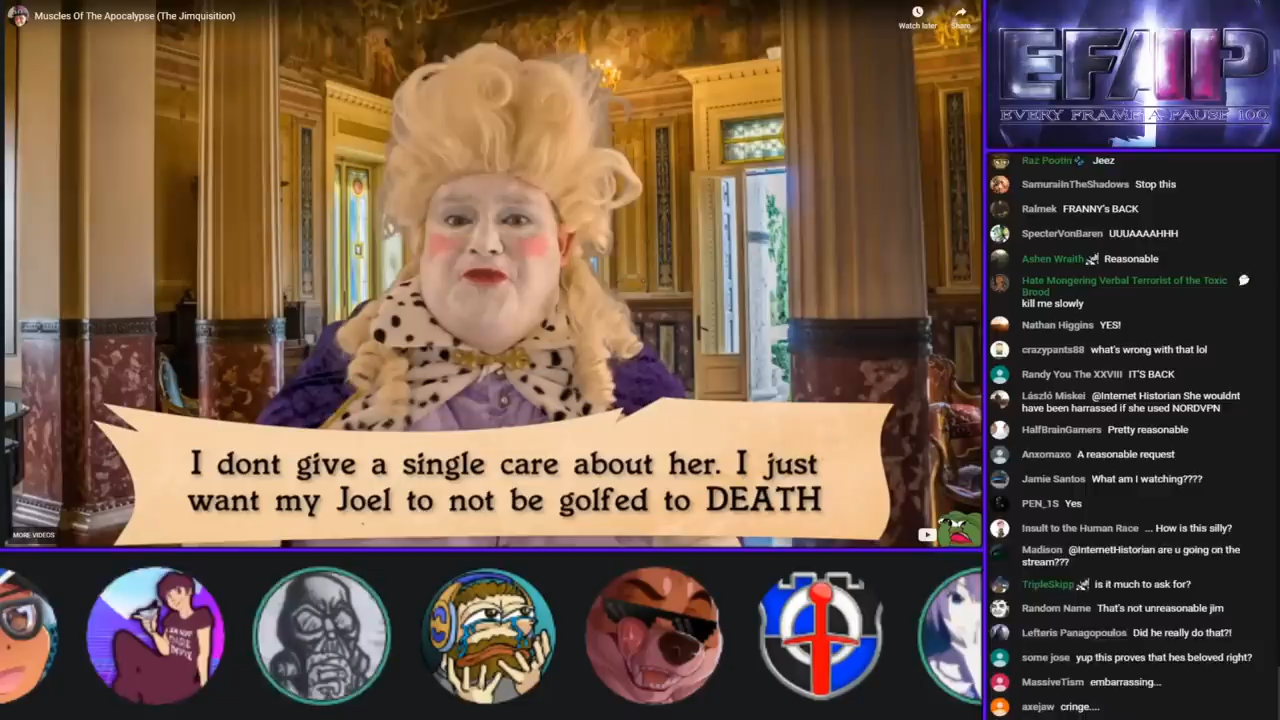 Muscles Of The Apocalypse (The Jimquisition)
Watch later
Share
I dont give a single care about her. I just
want my Joel to not be golfed to DEATH
MORE VIDEOS
EFAP
EVERY FRAME A PAUSE 100
Raz Pootin Jeez
SamuraiInTheShadows Stop this
Ralmek FRANNY's BACK
SpecterVonBaren UUUAAAAHHH
Ashen Wraith Reasonable
Hate Mongering Verbal Terrorist of the Toxic
Brood
kill me slowly
Nathan Higgins YES!
crazypants88 what's wrong with that lol
Randy You The XXVIII IT'S BACK
László Miskei @Internet Historian She wouldnt
have been harrassed if she used NORDVPN
HalfBrainGamers Pretty reasonable
Anxomaxo A reasonable request
Jamie Santos What am I watching????
PEN_1S Yes
Insult to the Human Race ... How is this silly?
Madison @InternetHistorian are u going on the
stream???
TripleSkipp is it much to ask for?
Random Name That's not unreasonable jim
Lefteris Panagopoulos Did he really do that?!
some jose yup this proves that hes beloved right?
MassiveTism embarrassing...
axejaw cringe....